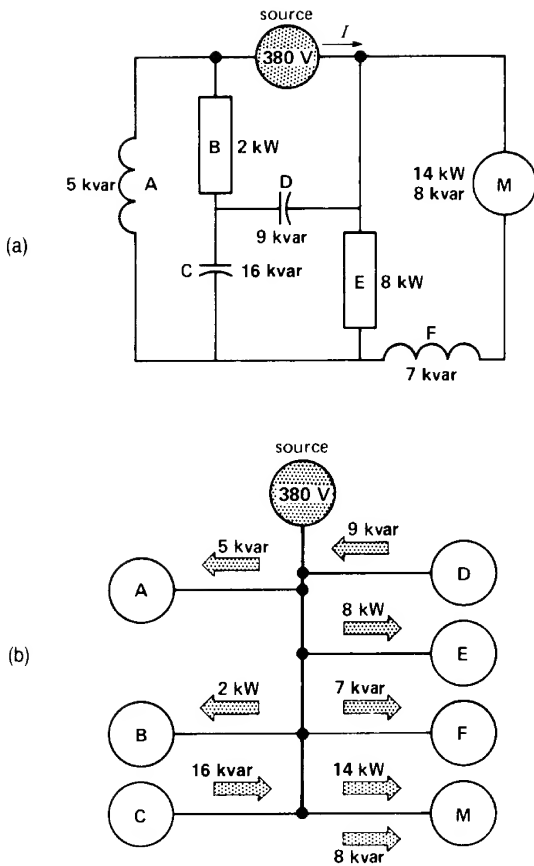 source
380 V
I
B
2 kW
5 kvar
A
D
9 kvar
14 kW
8 kvar
M
(a)
C
16 kvar
E
8 kW
F
7 kvar
source
380 V
5 kvar
9 kvar
A
D
8 kW
E
(b)
2 kW
7 kvar
B
F
16 kvar
14 kW
C
M
8 kvar